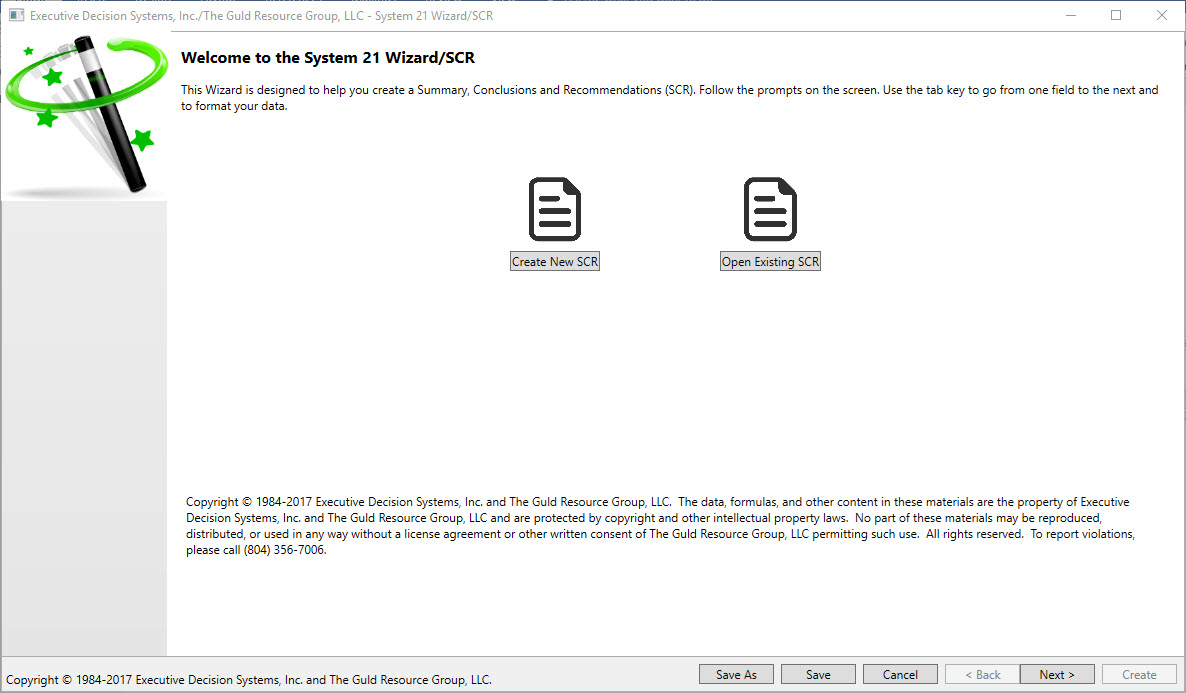 Executive Decision Systems, Inc./The Guld Resource Group, LLC - System 21 Wizard/SCR
Welcome to the System 21 Wizard/SCR
This Wizard is designed to help you create a Summary, Conclusions and Recommendations (SCR). Follow the prompts on the screen. Use the tab key to go from one field to the next and
to format your data.
Create New SCR
Open Existing SCR
Copyright © 1984-2017 Executive Decision Systems, Inc. and The Guld Resource Group, LLC.  The data, formulas, and other content in these materials are the property of Executive
Decision Systems, Inc. and The Guld Resource Group, LLC and are protected by copyright and other intellectual property laws.  No part of these materials may be reproduced,
distributed, or used in any way without a license agreement or other written consent of The Guld Resource Group, LLC permitting such use.  All rights reserved.  To report violations,
please call (804) 356-7006.
Copyright © 1984-2017 Executive Decision Systems, Inc. and The Guld Resource Group, LLC.
Save As
Save
Cancel
< Back
Next >
Create